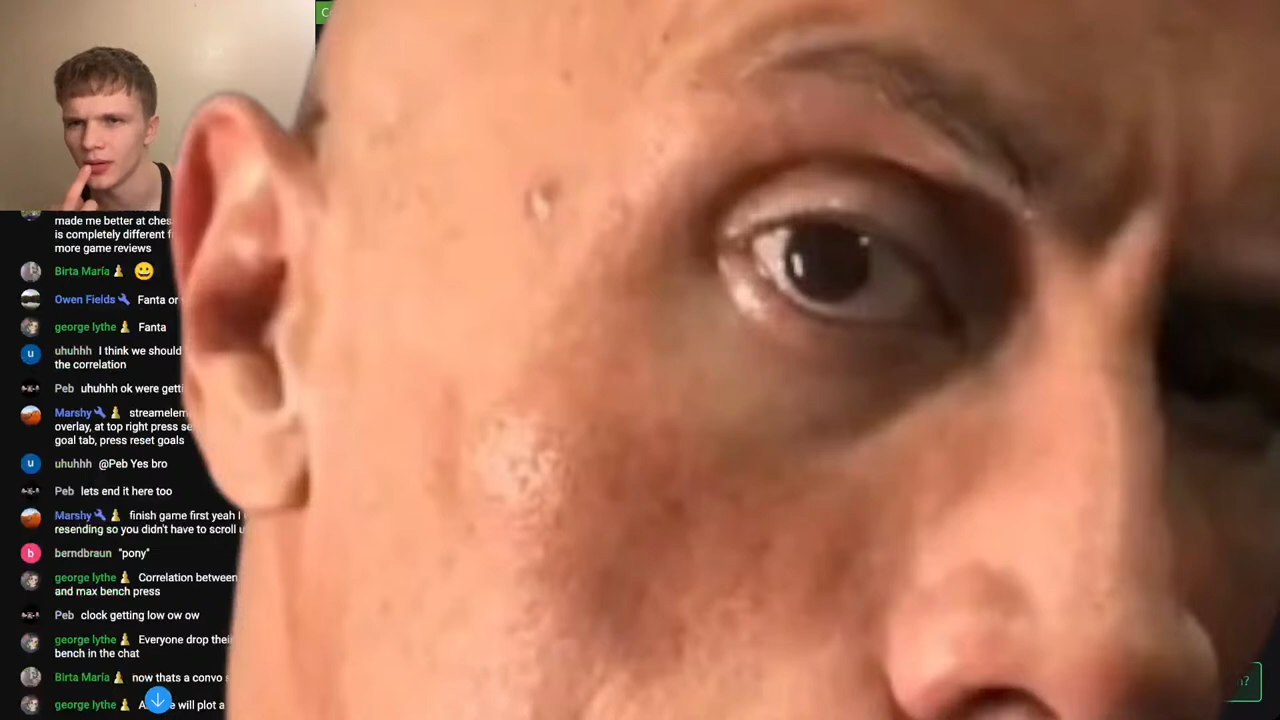 made me better at ches
is completely different f
more game reviews
Birta María
Owen Fields Fanta or
george lythe Fanta
uhuhhh I think we should
the correlation
Peb uhuhhh ok were getti
Marshy streamelem
overlay, at top right press se
goal tab, press reset goals
uhuhhh @Peb Yes bro
Peb lets end it here too
Marshy finish game first yeah I
resending so you didn't have to scroll u
berndbraun "pony"
george lythe Correlation between
and max bench press
Peb clock getting low ow ow
george lythe Everyone drop thei
bench in the chat
Birta María now thats a convo s
george lythe will plot a
?